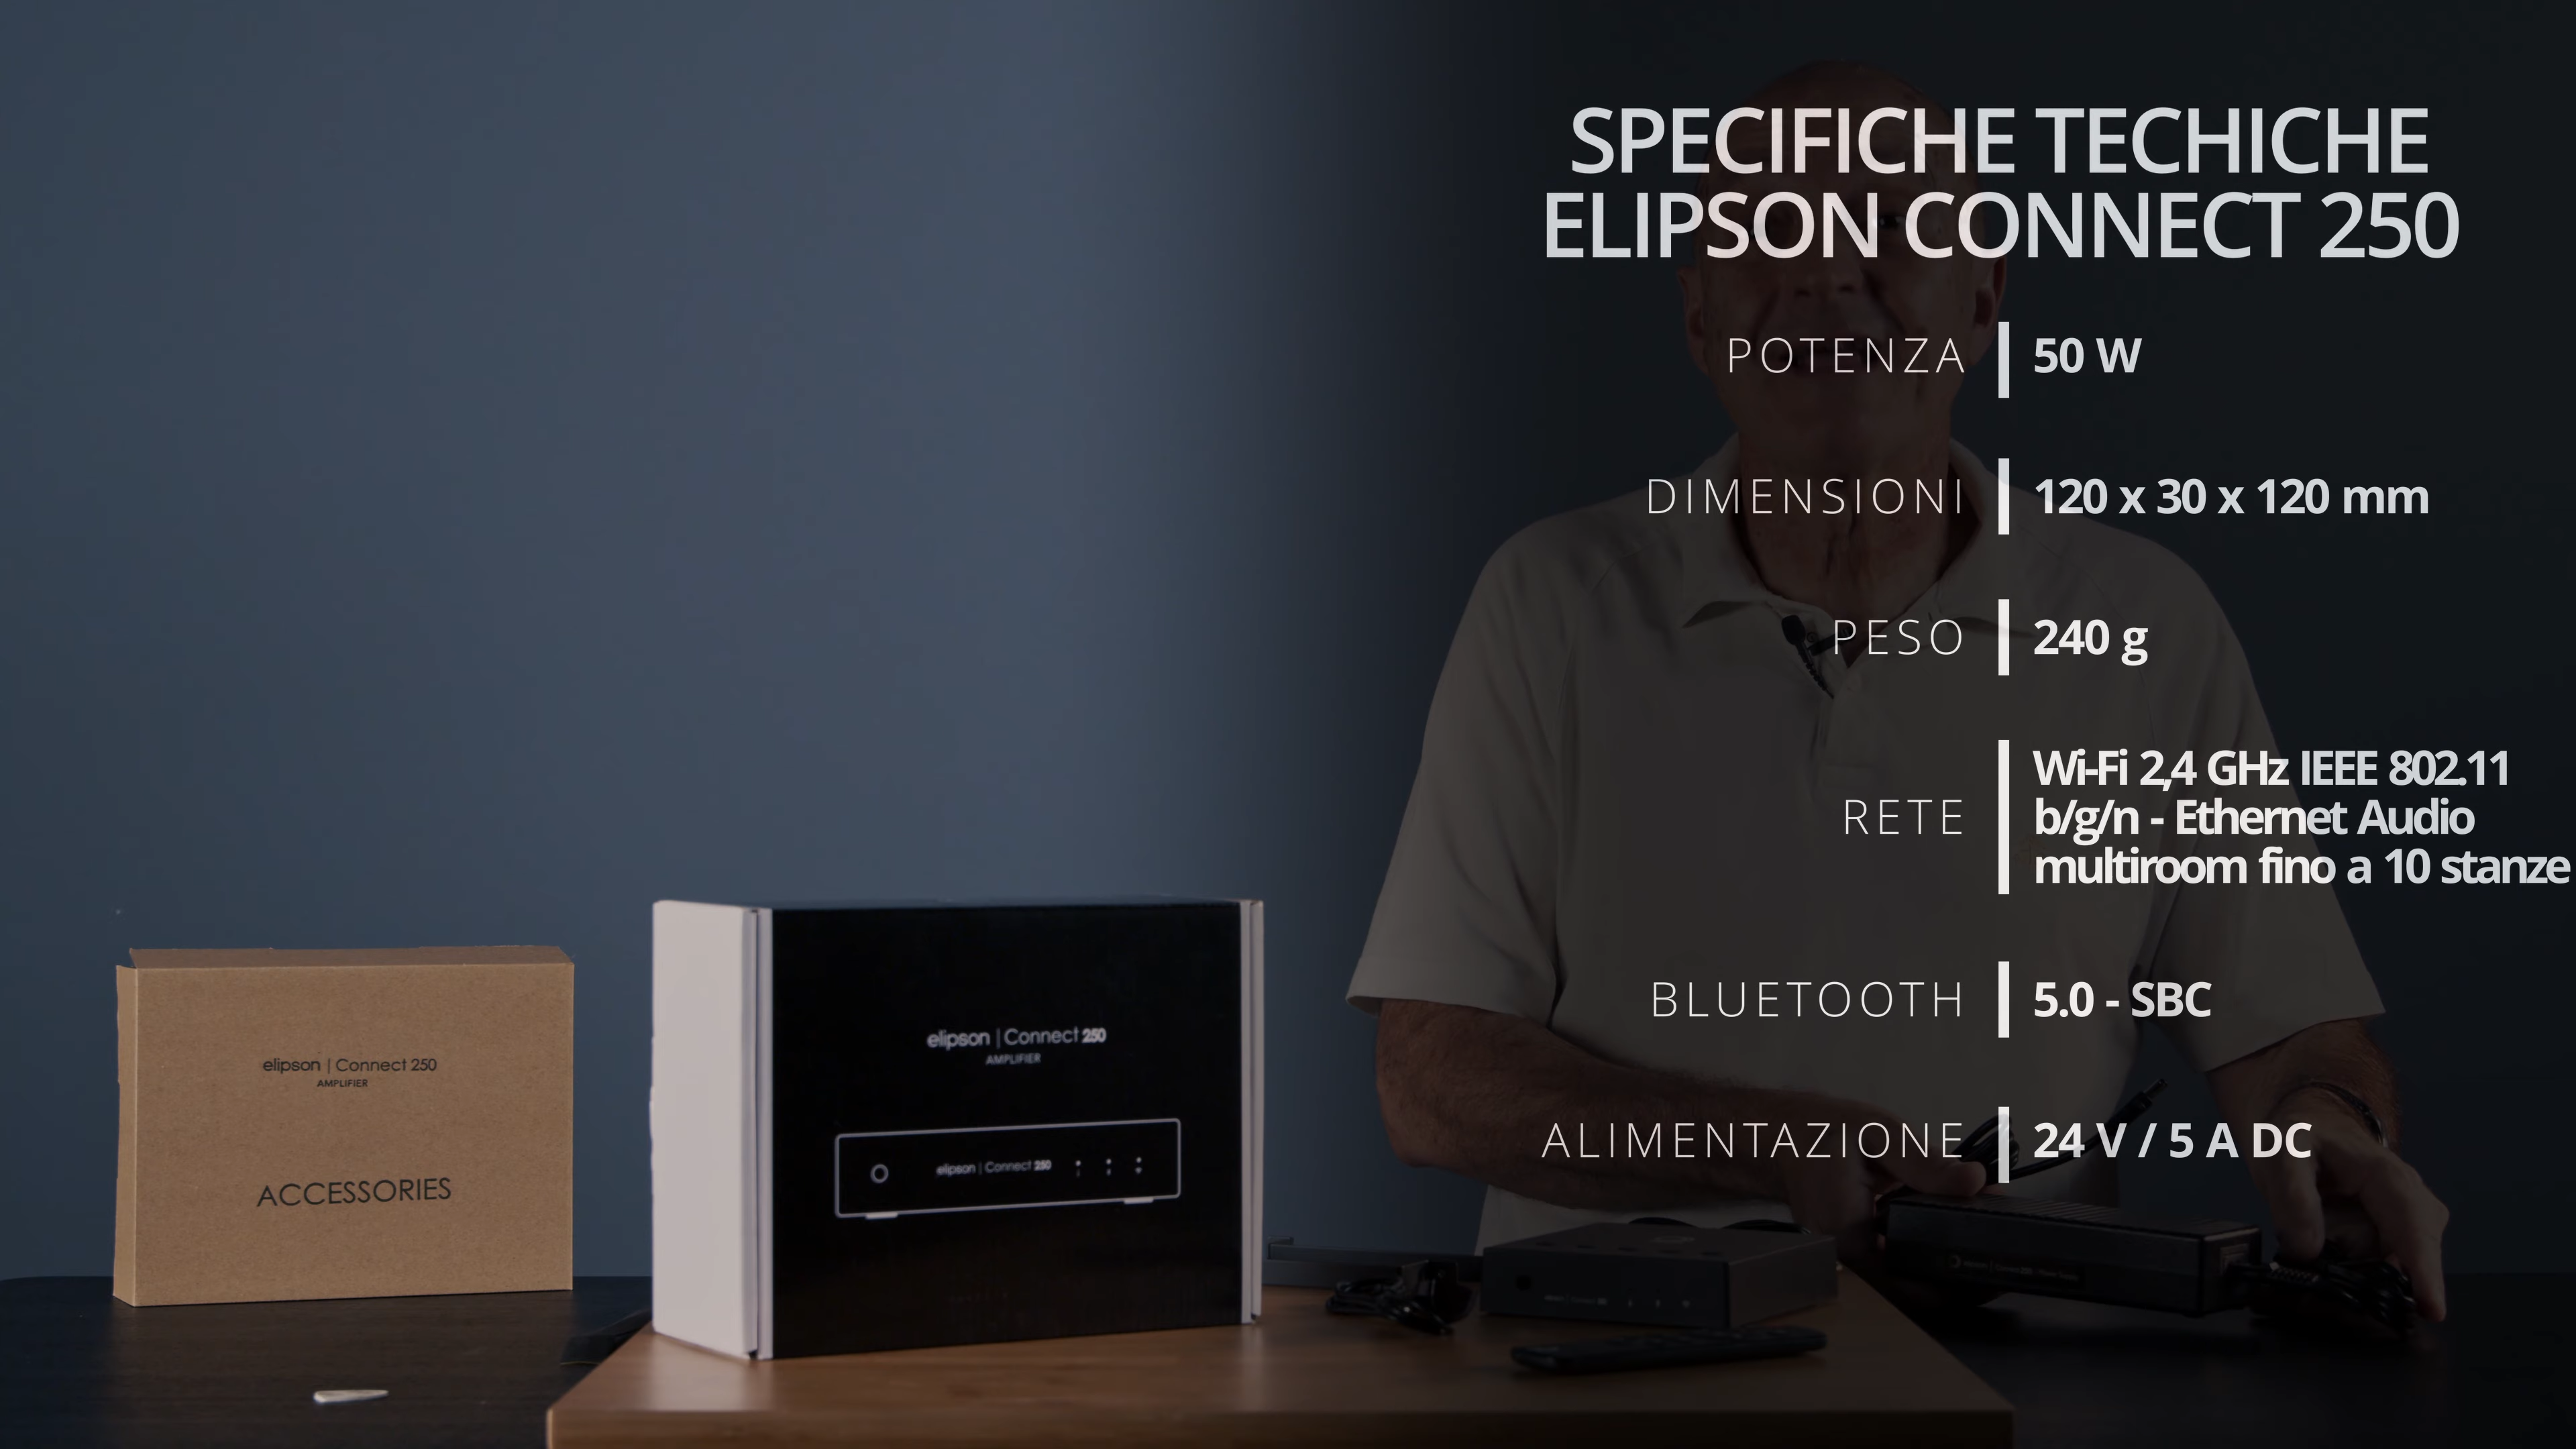 SPECIFICHE TECHICHE
ELIPSON CONNECT 250
POTENZA 50 W
DIMENSIONI 120 x 30 x 120 mm
PESO 240 g
RETE Wi-Fi 2,4 GHz IEEE 802.11
b/g/n - Ethernet Audio
multiroom fino a 10 stanze
BLUETOOTH 5.0 - SBC
ALIMENTAZIONE 24 V / 5 A DC
elipson | Connect 250
AMPLIFIER
ACCESSORIES
elipson | Connect 250
AMPLIFIER
elipson | Connect 250